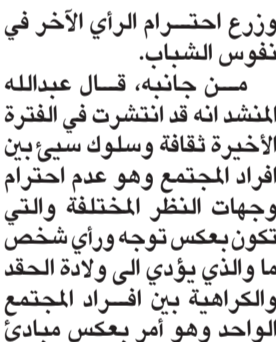 وزرع احترام الرأي الآخر في
نفوس الشباب.
من جانبه، قال عبدالله
المنشد انه قد انتشرت في الفترة
الأخيرة ثقافة وسلوك سيئ بين
افراد المجتمع وهو عدم احترام
وجهات النظر المختلفة والتي
تكون بعكس توجه ورأي شخص
ما والذي يؤدي الى ولادة الحقد
والكراهية بين افراد المجتمع
الواحد وهو أمر بعكس مبادئ